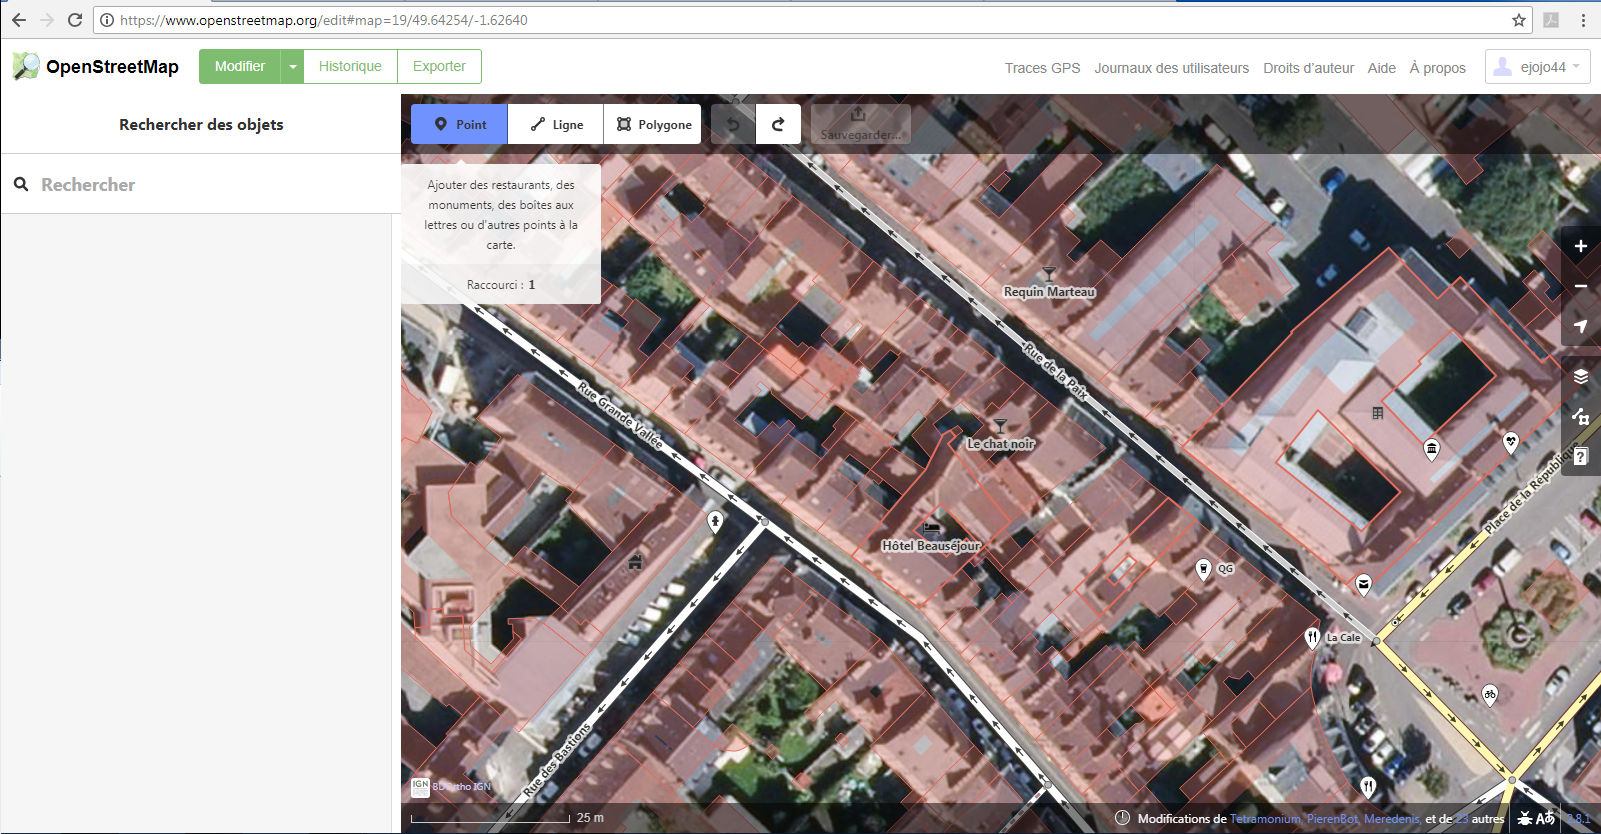 https://www.openstreetmap.org/edit#map=19/49.64254/-1.62640
OpenStreetMap
Modifier
Historique
Exporter
Traces GPS
Journaux des utilisateurs
Droits d'auteur
Aide
À propos
ejojo44
Rechercher des objets
Point
Ligne
Polygone
Sauvegarder...
Rechercher
Ajouter des restaurants, des
monuments, des boîtes aux
lettres ou d'autres points à la
carte.
Raccourci : 1
Requin Marteau
Rue de la Paix
Rue Grande Vallée
Le chat noir
Place de la République
Hôtel Beauséjour
QG
La Cale
Rue des Bastions
IGN
BDOrtho IGN
25 m
Modifications de Tetramonium, PierenBot, Meredenis, et de 23 autres
2.8.1